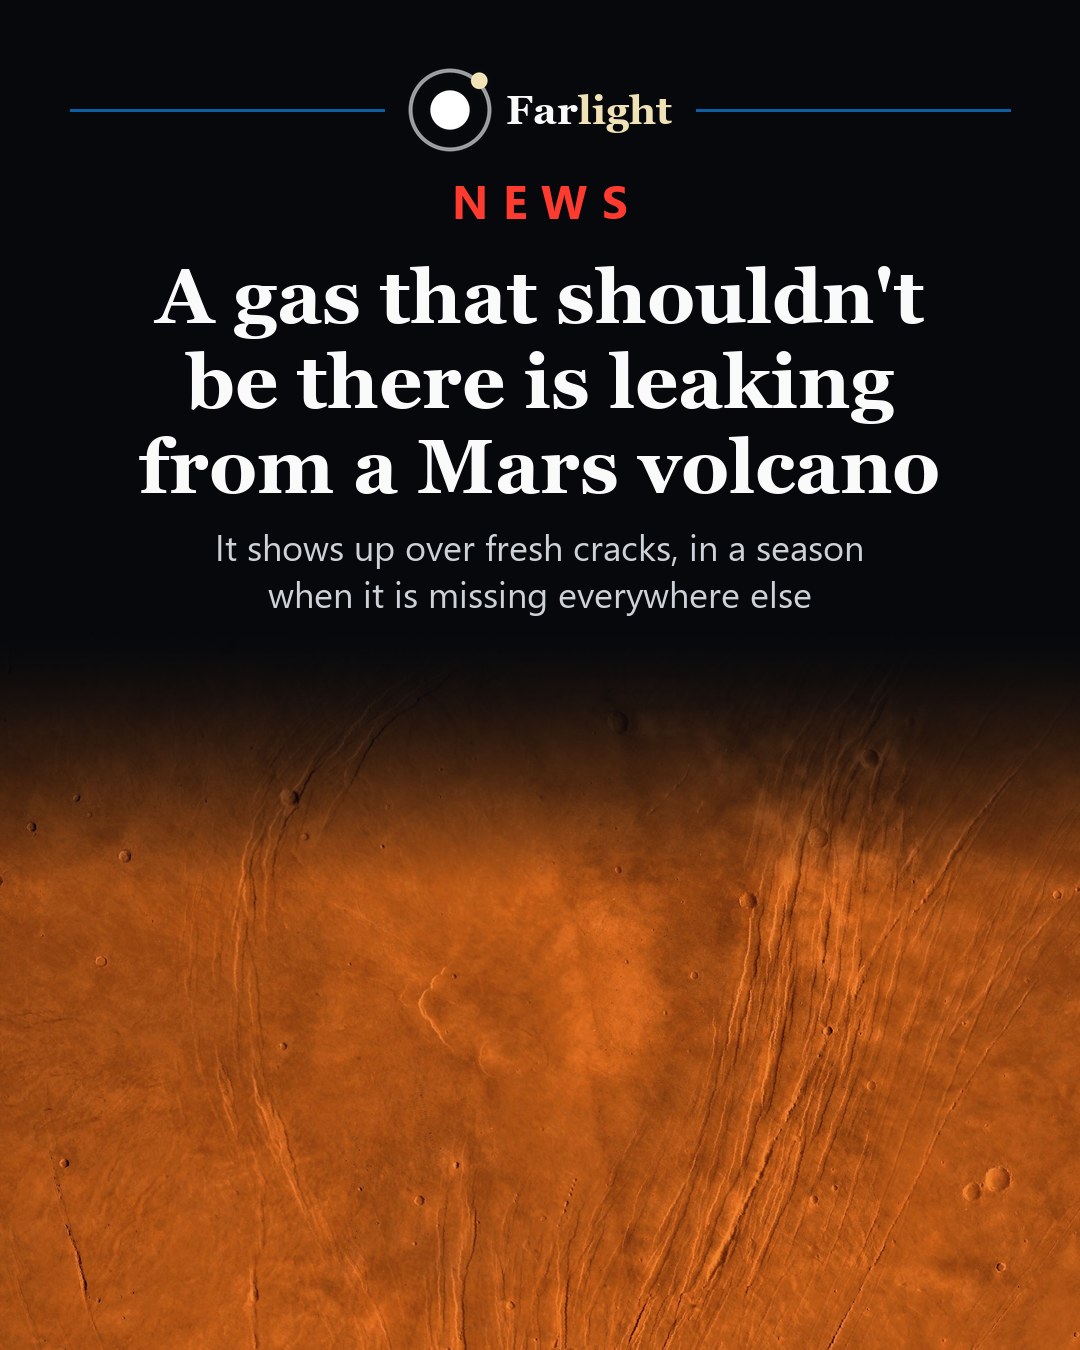 Farlight
NEWS
A gas that shouldn't
be there is leaking
from a Mars volcano
It shows up over fresh cracks, in a season
when it is missing everywhere else